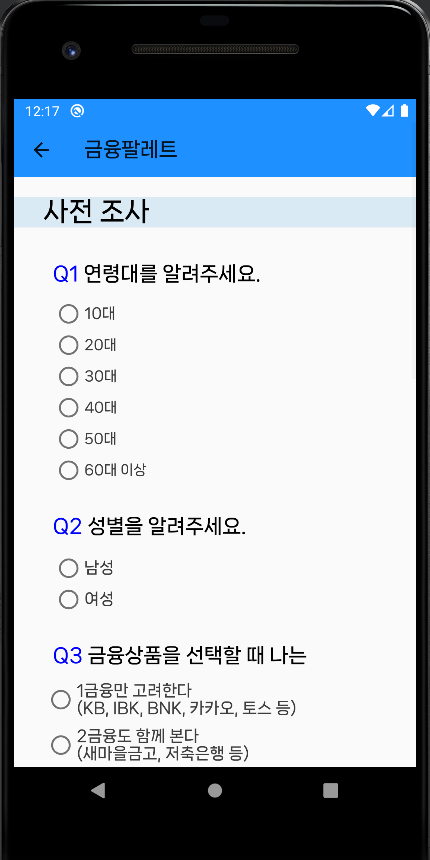 12:17
금융팔레트
사전 조사
Q1 연령대를 알려주세요.
10대
20대
30대
40대
50대
60대 이상
Q2 성별을 알려주세요.
남성
여성
Q3 금융상품을 선택할 때 나는
1금융만 고려한다
(KB, IBK, BNK, 카카오, 토스 등)
2금융도 함께 본다
(새마을금고, 저축은행 등)